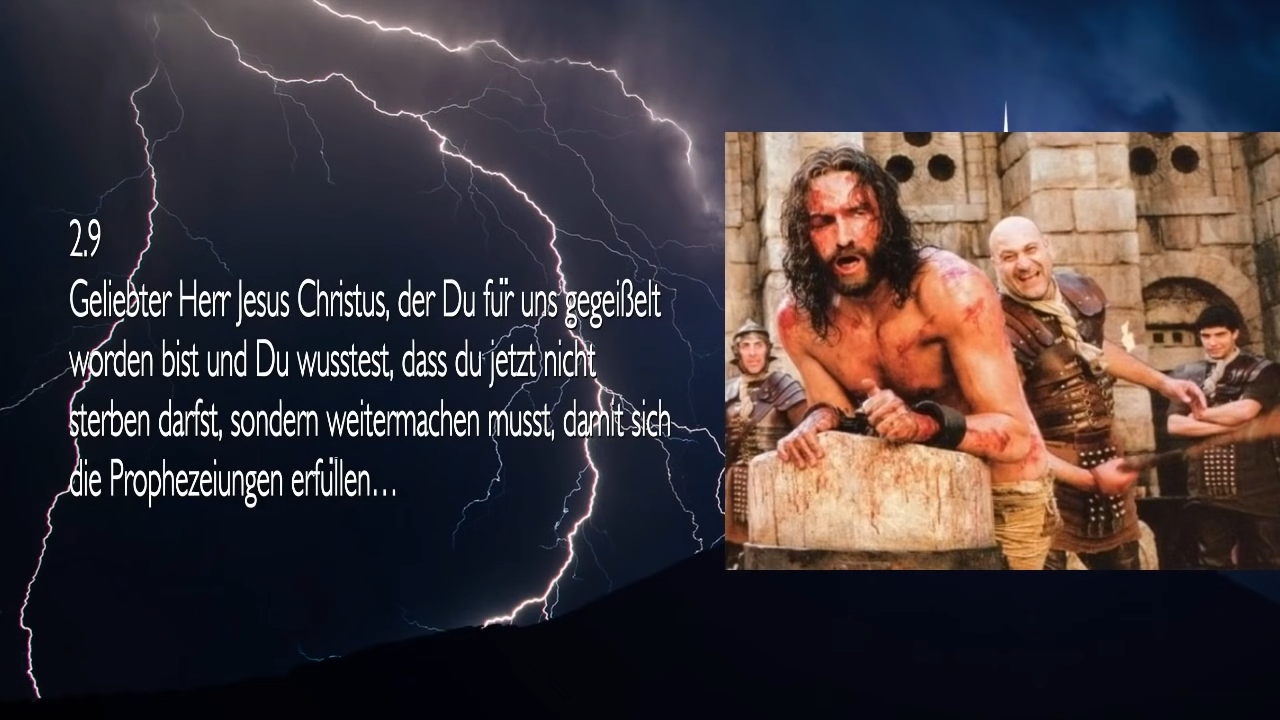 2.9
Geliebter Herr Jesus Christus, der Du für uns gegeißelt
worden bist und Du wusstest, dass du jetzt nicht
sterben darfst, sondern weitermachen musst, damit sich
die Prophezeiungen erfüllen…